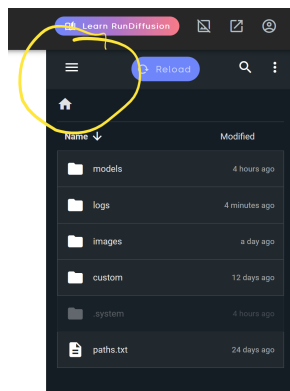 Learn RunDiffusion
Reload
Name Modified
models 4 hours ago
logs 4 minutes ago
images a day ago
custom 12 days ago
.system 4 hours ago
paths.txt 24 days ago